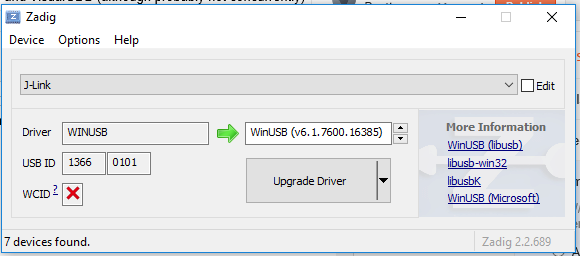 Zadig
Device Options Help
J-Link
Edit
Driver WINUSB WinUSB (v6.1.7600.16385)
USB ID 1366 0101
WCID ?
Upgrade Driver
More Information
WinUSB (libusb)
libusb-win32
libusbK
WinUSB (Microsoft)
7 devices found.
Zadig 2.2.689